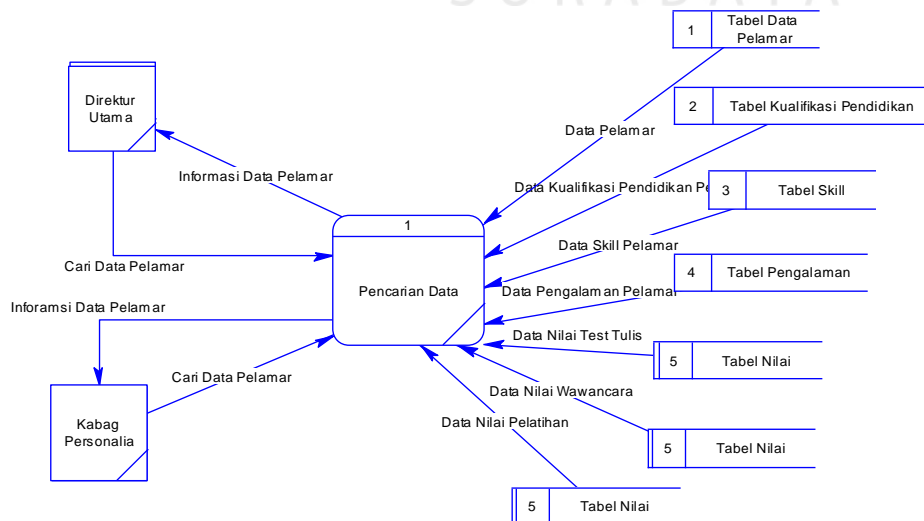 SURABAYA
1
Tabel Data
Pelamar
Direktur
Utama
2
Tabel Kualifikasi Pendidikan
Data Pelamar
Informasi Data Pelamar
Data Kualifikasi Pendidikan Pe
3
Tabel Skill
1
Cari Data Pelamar
Data Skill Pelamar
4
Tabel Pengalaman
Pencarian Data
Data Pengalaman Pelamar
Inforamsi Data Pelamar
Data Nilai Test Tulis
5
Tabel Nilai
Cari Data Pelamar
Data Nilai Wawancara
Kabag
Personalia
Data Nilai Pelatihan
5
Tabel Nilai
5
Tabel Nilai